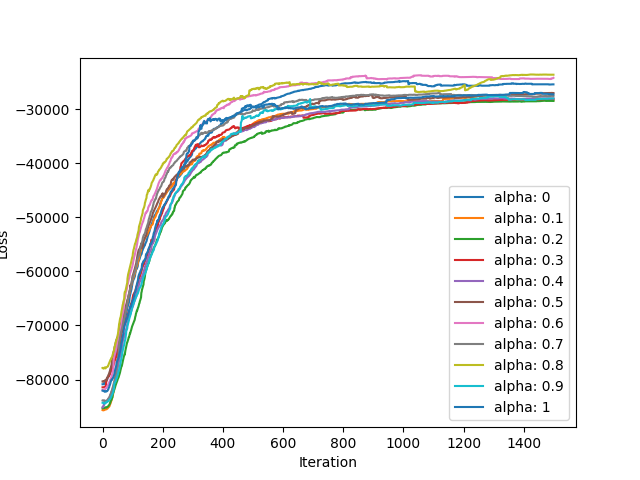 −30000
−40000
−50000
−60000
−70000
−80000
Loss
0 200 400 600 800 1000 1200 1400
Iteration
alpha: 0
alpha: 0.1
alpha: 0.2
alpha: 0.3
alpha: 0.4
alpha: 0.5
alpha: 0.6
alpha: 0.7
alpha: 0.8
alpha: 0.9
alpha: 1